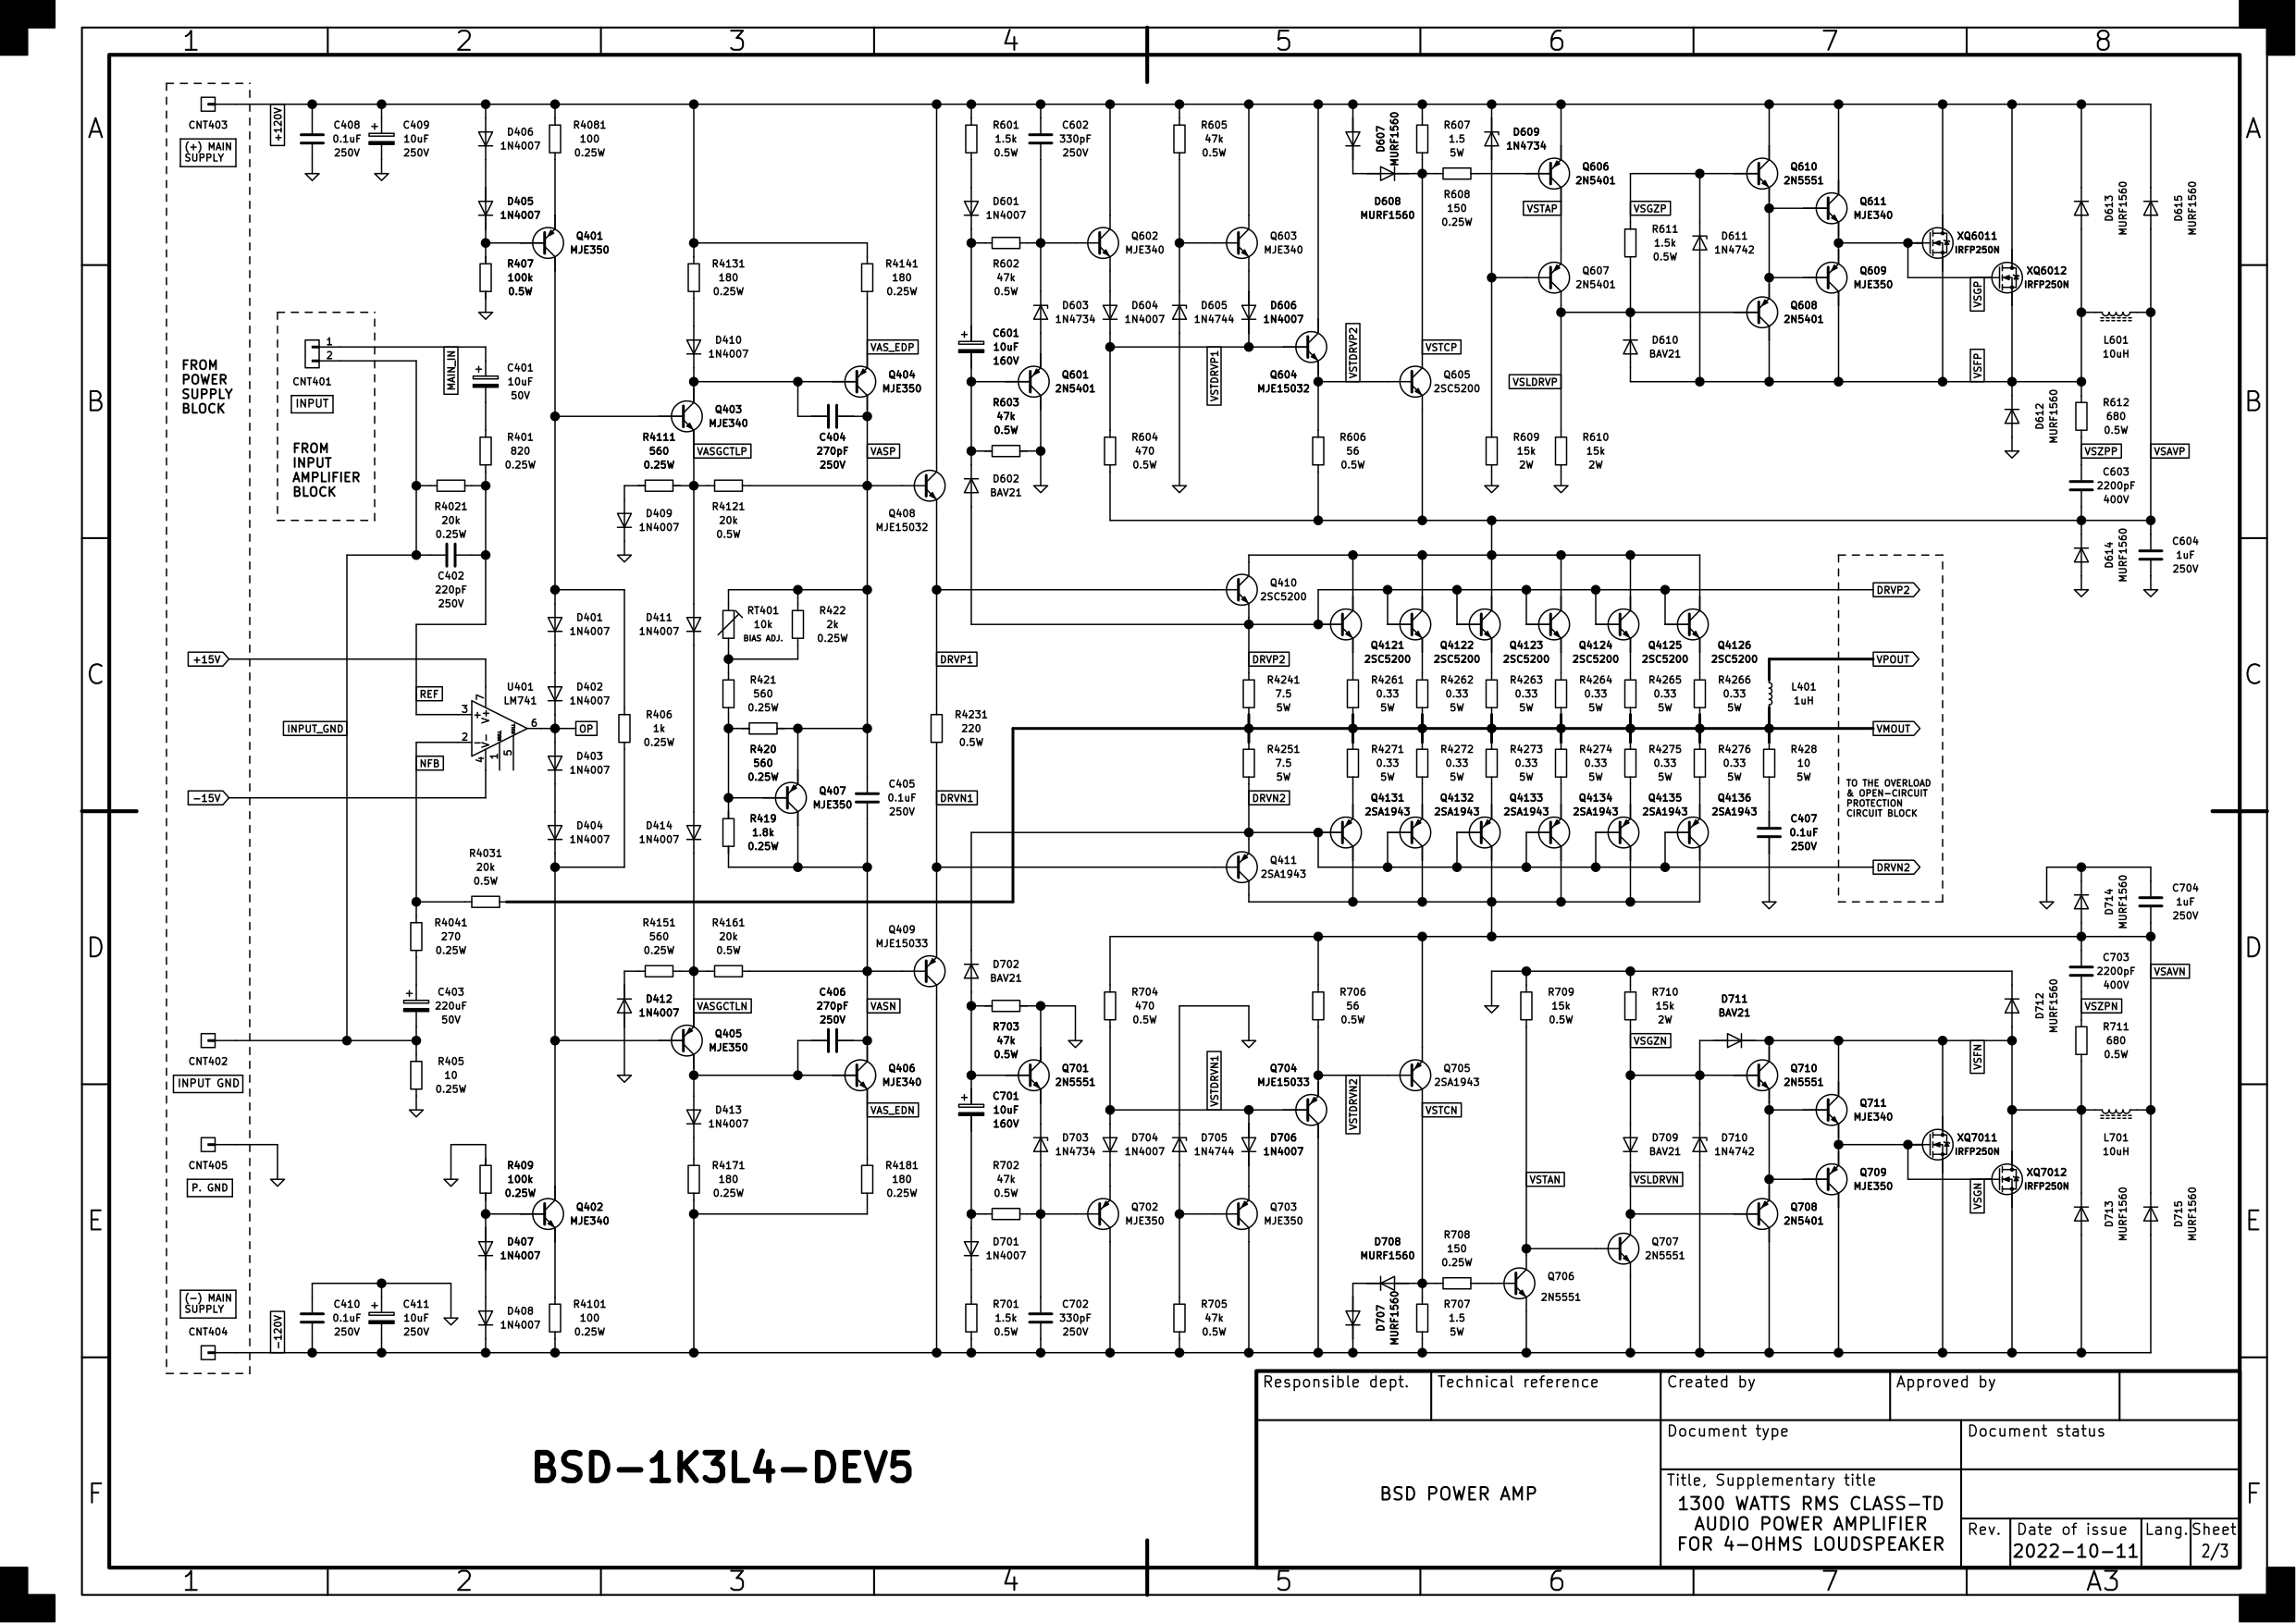 1 2 3 4 5 6 7 8
A A
B B
C C
D D
E E
F F
CNT403
(+) MAIN
SUPPLY
+120V
C408
0.1uF
250V
C409
10uF
250V
D406
1N4007
R4081
100
0.25W
D405
1N4007
Q401
MJE350
R407
100k
0.5W
R4131
180
0.25W
R4141
180
0.25W
D410
1N4007
VAS_EDP
Q404
MJE350
Q403
MJE340
R4111
560
0.25W
VASGCTLP
C404
270pF
250V
VASP
D409
1N4007
R4121
20k
0.5W
Q408
MJE15032
R601
1.5k
0.5W
C602
330pF
250V
D601
1N4007
R602
47k
0.5W
Q602
MJE340
R605
47k
0.5W
Q603
MJE340
D603
1N4734
D604
1N4007
D605
1N4744
D606
1N4007
C601
10uF
160V
Q601
2N5401
R603
47k
0.5W
D602
BAV21
R604
470
0.5W
VSTDRVP1
Q604
MJE15032
VSTDRVP2
R606
56
0.5W
D607
MURF1560
D608
MURF1560
R607
1.5
5W
R608
150
0.25W
D609
1N4734
Q606
2N5401
VSTAP
Q607
2N5401
VSTCP
Q605
2SC5200
VSLDRVP
R609
15k
2W
R610
15k
2W
VSGZP
R611
1.5k
0.5W
D611
1N4742
D610
BAV21
Q610
2N5551
Q611
MJE340
Q609
MJE350
Q608
2N5401
XQ6011
IRFP250N
XQ6012
IRFP250N
VSGP
VSFP
D613
MURF1560
D615
MURF1560
L601
10uH
D612
MURF1560
R612
680
0.5W
VSZPP
VSAVP
C603
2200pF
400V
D614
MURF1560
C604
1uF
250V
FROM
POWER
SUPPLY
BLOCK
1
2
CNT401
INPUT
FROM
INPUT
AMPLIFIER
BLOCK
MAIN_IN
C401
10uF
50V
R401
820
0.25W
R4021
20k
0.25W
C402
220pF
250V
+15V
-15V
INPUT_GND
REF
NFB
U401
LM741
3
2
7
6
4
1
5
V+
V-
OP
D401
1N4007
D402
1N4007
D403
1N4007
D404
1N4007
R406
1k
0.25W
D411
1N4007
D414
1N4007
RT401
10k
BIAS ADJ.
R422
2k
0.25W
R421
560
0.25W
R420
560
0.25W
Q407
MJE350
R419
1.8k
0.25W
C405
0.1uF
250V
DRVP1
R4231
220
0.5W
DRVN1
Q410
2SC5200
DRVP2
R4241
7.5
5W
R4251
7.5
5W
DRVN2
Q411
2SA1943
Q4121
2SC5200
Q4122
2SC5200
Q4123
2SC5200
Q4124
2SC5200
Q4125
2SC5200
Q4126
2SC5200
R4261
0.33
5W
R4262
0.33
5W
R4263
0.33
5W
R4264
0.33
5W
R4265
0.33
5W
R4266
0.33
5W
R4271
0.33
5W
R4272
0.33
5W
R4273
0.33
5W
R4274
0.33
5W
R4275
0.33
5W
R4276
0.33
5W
Q4131
2SA1943
Q4132
2SA1943
Q4133
2SA1943
Q4134
2SA1943
Q4135
2SA1943
Q4136
2SA1943
L401
1uH
R428
10
5W
C407
0.1uF
250V
DRVP2
VPOUT
VMOUT
TO THE OVERLOAD
& OPEN-CIRCUIT
PROTECTION
CIRCUIT BLOCK
DRVN2
R4031
20k
0.5W
R4041
270
0.25W
C403
220uF
50V
CNT402
INPUT GND
R405
10
0.25W
CNT405
P. GND
(-) MAIN
SUPPLY
CNT404
-120V
C410
0.1uF
250V
C411
10uF
250V
R409
100k
0.25W
Q402
MJE340
D407
1N4007
D408
1N4007
R4101
100
0.25W
R4151
560
0.25W
R4161
20k
0.5W
D412
1N4007
VASGCTLN
C406
270pF
250V
VASN
Q409
MJE15033
Q405
MJE350
Q406
MJE340
VAS_EDN
D413
1N4007
R4171
180
0.25W
R4181
180
0.25W
D702
BAV21
R703
47k
0.5W
Q701
2N5551
C701
10uF
160V
D703
1N4734
D704
1N4007
D705
1N4744
D706
1N4007
R702
47k
0.5W
Q702
MJE350
Q703
MJE350
D701
1N4007
R701
1.5k
0.5W
C702
330pF
250V
R705
47k
0.5W
R704
470
0.5W
VSTDRVN1
Q704
MJE15033
VSTDRVN2
R706
56
0.5W
Q705
2SA1943
VSTCN
D708
MURF1560
D707
MURF1560
R708
150
0.25W
R707
1.5
5W
Q706
2N5551
VSTAN
R709
15k
0.5W
R710
15k
2W
VSGZN
D711
BAV21
D709
BAV21
D710
1N4742
VSLDRVN
Q707
2N5551
Q710
2N5551
Q711
MJE340
Q709
MJE350
Q708
2N5401
XQ7011
IRFP250N
XQ7012
IRFP250N
VSGN
VSFN
D712
MURF1560
D714
MURF1560
C704
1uF
250V
C703
2200pF
400V
VSAVN
VSZPN
R711
680
0.5W
L701
10uH
D713
MURF1560
D715
MURF1560
BSD-1K3L4-DEV5
Responsible dept.
Technical reference
Created by
Approved by
BSD POWER AMP
Document type
Document status
Title, Supplementary title
1300 WATTS RMS CLASS-TD
AUDIO POWER AMPLIFIER
FOR 4-OHMS LOUDSPEAKER
Rev.
Date of issue
2022-10-11
Lang.
Sheet
2/3
1 2 3 4 5 6 7 A3